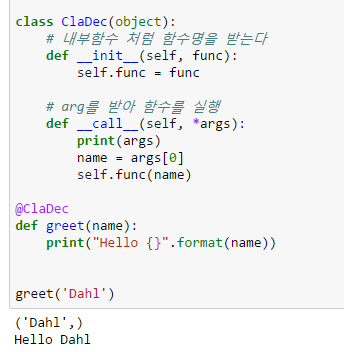 class ClaDec(object):
    # 내부함수 처럼 함수명을 받는다
    def __init__(self, func):
        self.func = func

    # arg를 받아 함수를 실행
    def __call__(self, *args):
        print(args)
        name = args[0]
        self.func(name)

@ClaDec
def greet(name):
    print("Hello {}".format(name))


greet('Dahl')
('Dahl',)
Hello Dahl